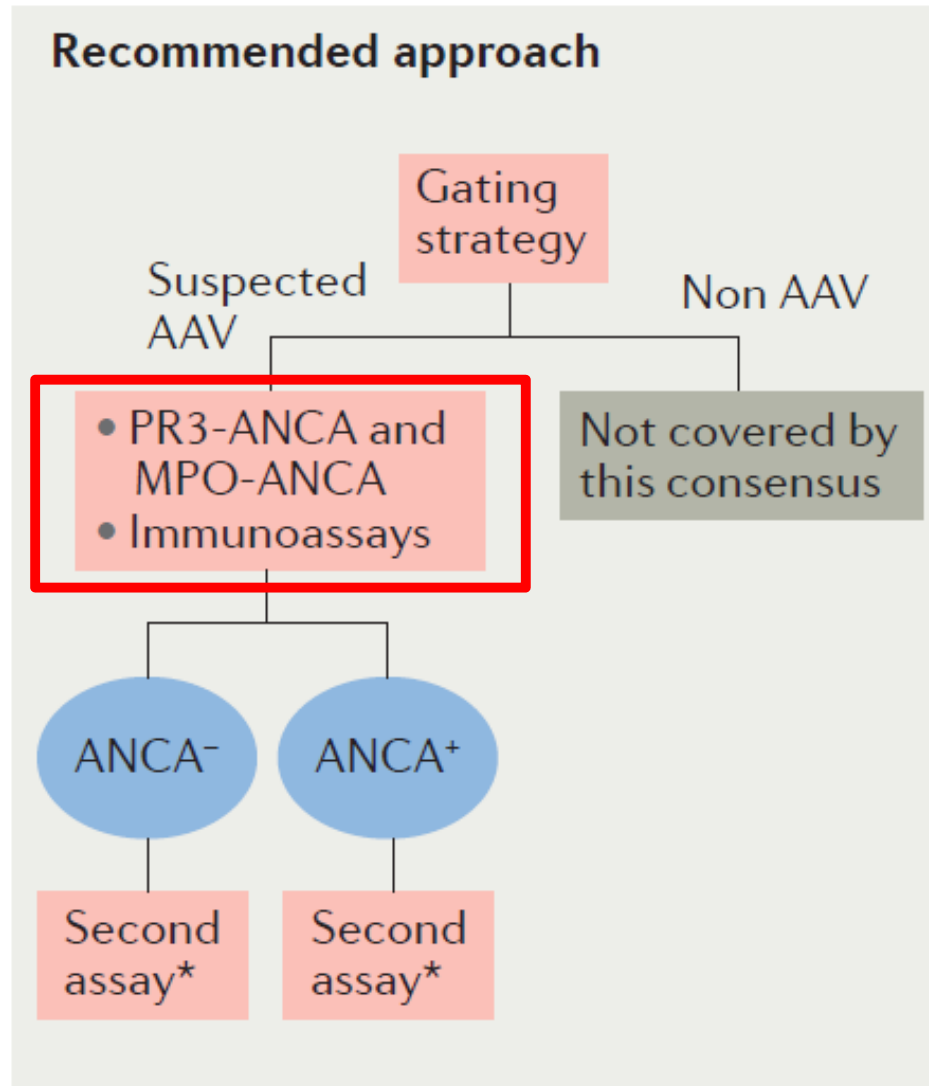 Recommended approach
Gating
strategy
Suspected
AAV
Non AAV
• PR3-ANCA and
MPO-ANCA
• Immunoassays
Not covered by
this consensus
ANCA⁻
ANCA⁺
Second
assay*
Second
assay*